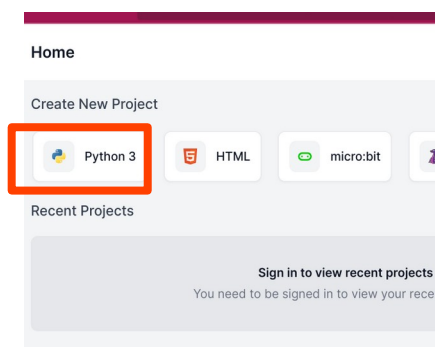 Home
Create New Project
Python 3
HTML
micro:bit
Recent Projects
Sign in to view recent projects
You need to be signed in to view your